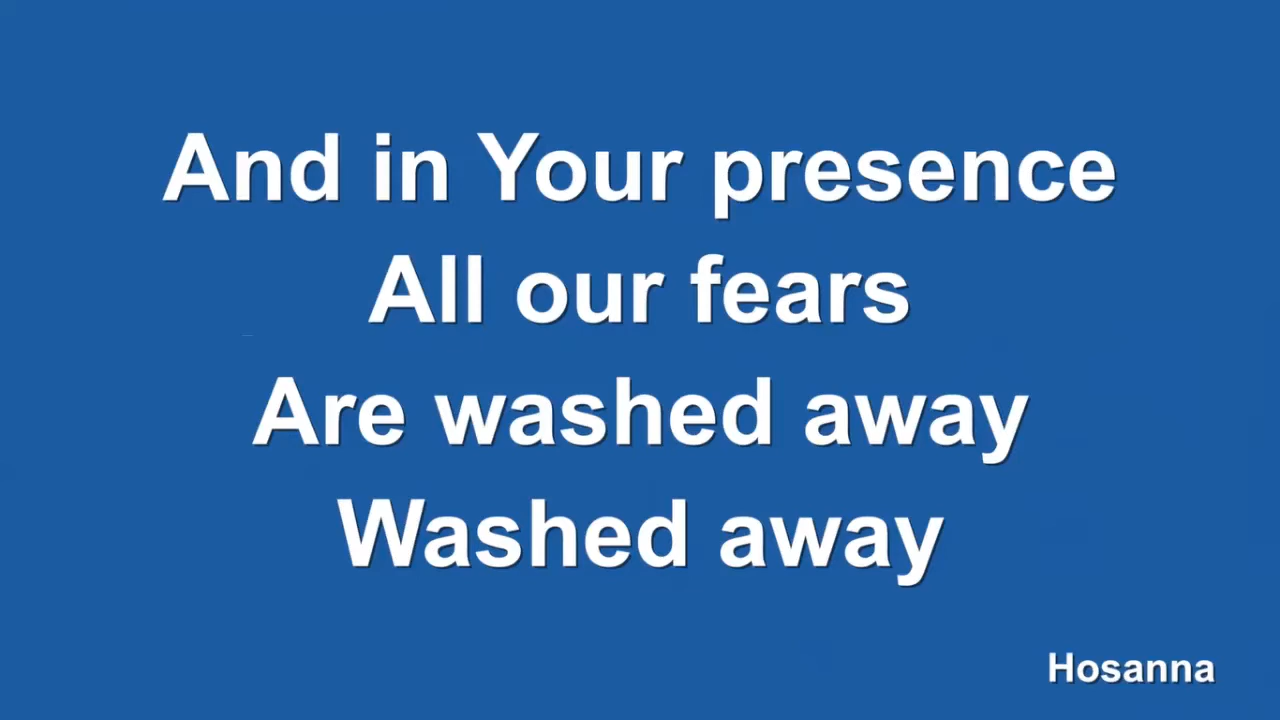 And in Your presence
All our fears
Are washed away
Washed away
Hosanna